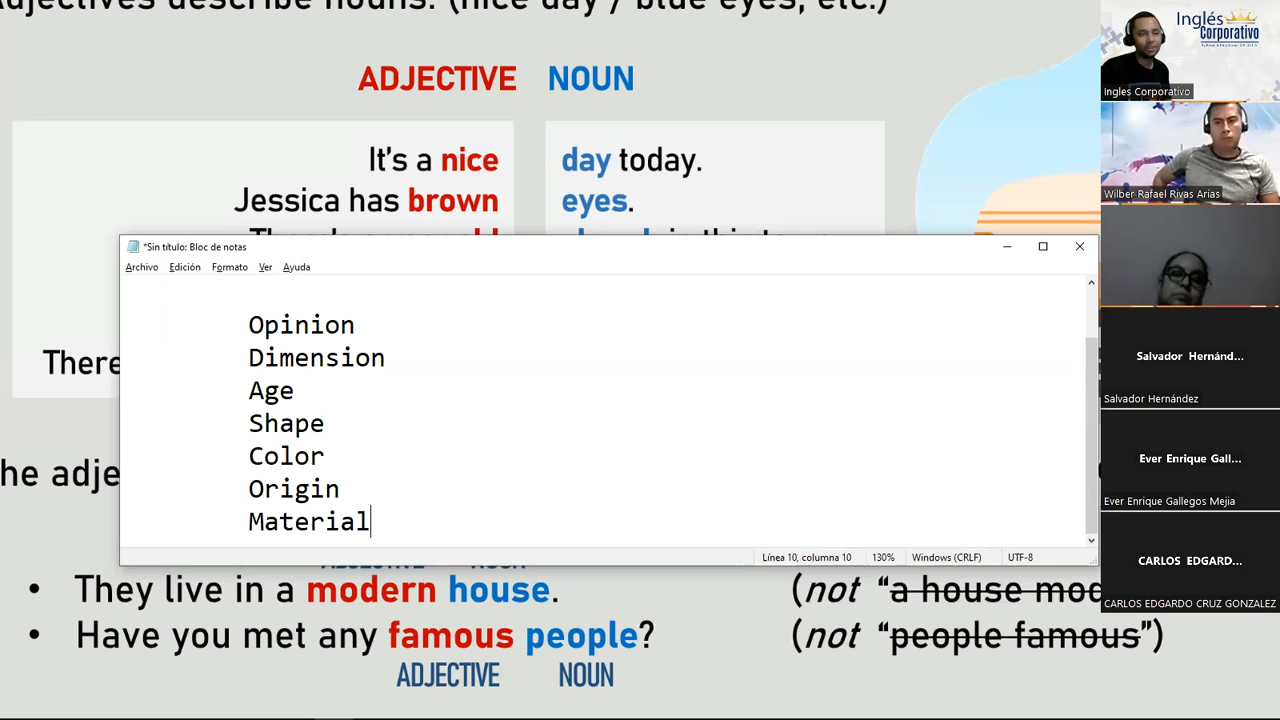 djectives describe nouns. (nice day / blue eyes, etc.)
ADJECTIVE NOUN
It's a nice day today.
Jessica has brown eyes.
There
he adje
*Sin título: Bloc de notas
Archivo Edición Formato Ver Ayuda
Opinion
Dimension
Age
Shape
Color
Origin
Material
Línea 10, columna 10 130% Windows (CRLF) UTF-8
• They live in a modern house. (not “a house mod
• Have you met any famous people? (not “people famous”)
ADJECTIVE NOUN
Inglés
Corporativo
Ingles Corporativo
Wilber Rafael Rivas Arias
Salvador Hernánd...
Salvador Hernández
Ever Enrique Gall...
Ever Enrique Gallegos Mejia
CARLOS EDGARD...
CARLOS EDGARDO CRUZ GONZALEZ